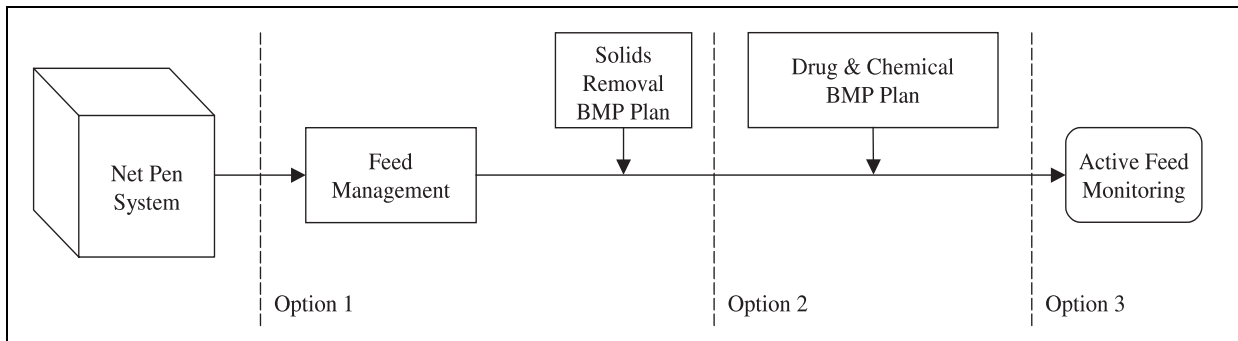 Net Pen
System
Feed
Management
Solids
Removal
BMP Plan
Drug & Chemical
BMP Plan
Active Feed
Monitoring
Option 1
Option 2
Option 3